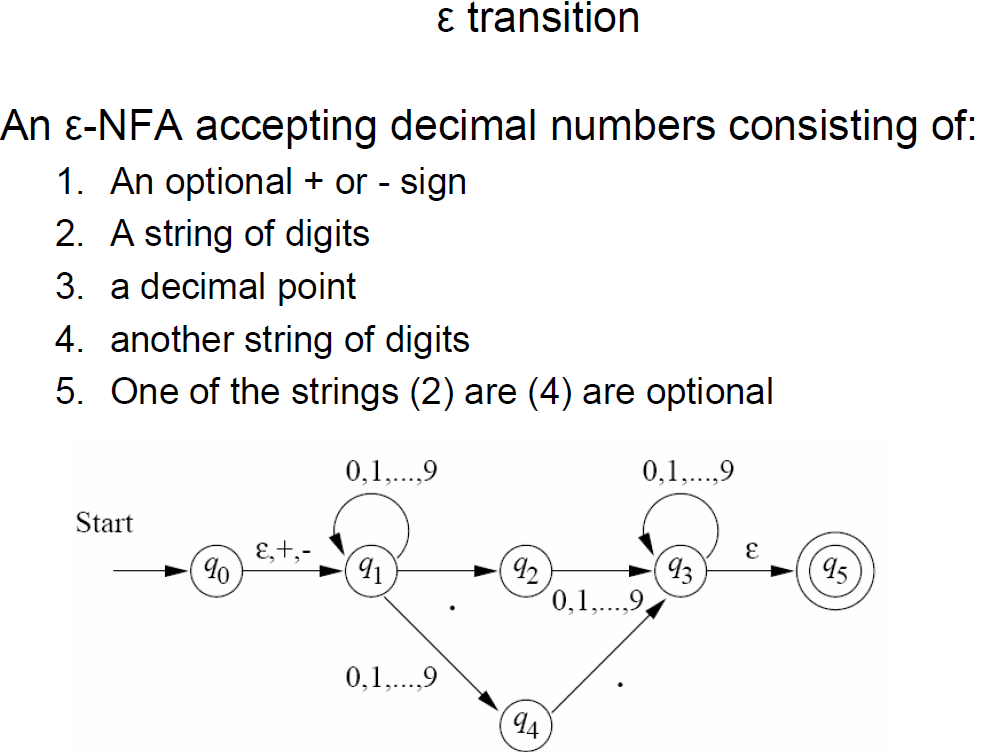 ε transition
An ε-NFA accepting decimal numbers consisting of:
1. An optional + or - sign
2. A string of digits
3. a decimal point
4. another string of digits
5. One of the strings (2) are (4) are optional
0,1,...,9
0,1,...,9
Start
ε,+,-
ε
q0
q1
q2
q3
q5
.
0,1,...,9
0,1,...,9
.
q4